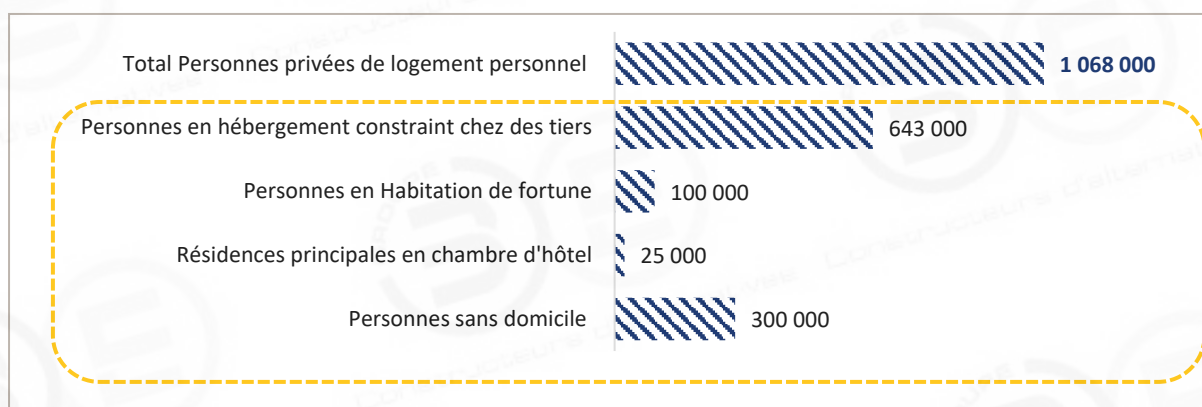 Total Personnes privées de logement personnel 1 068 000
Personnes en hébergement constraint chez des tiers 643 000
Personnes en Habitation de fortune 100 000
Résidences principales en chambre d'hôtel 25 000
Personnes sans domicile 300 000